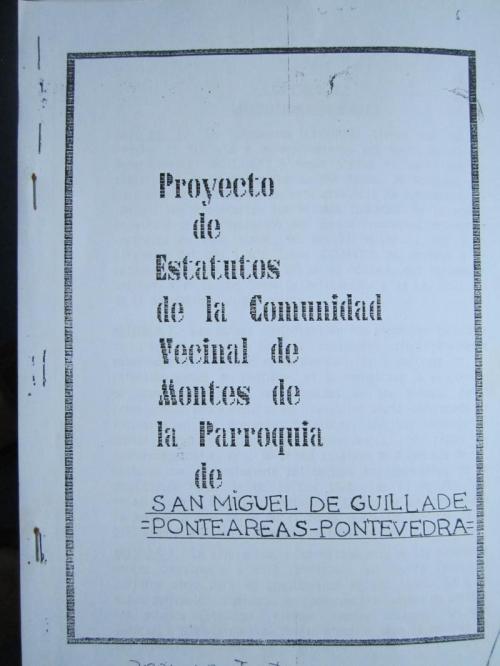 Proyecto
de
Estatutos
de la Comunidad
Vecinal de
Montes de
la Parroquia
de
SAN MiGUEL DE GUILLADE
=PONTEAREAS-PONTEVEDRA=